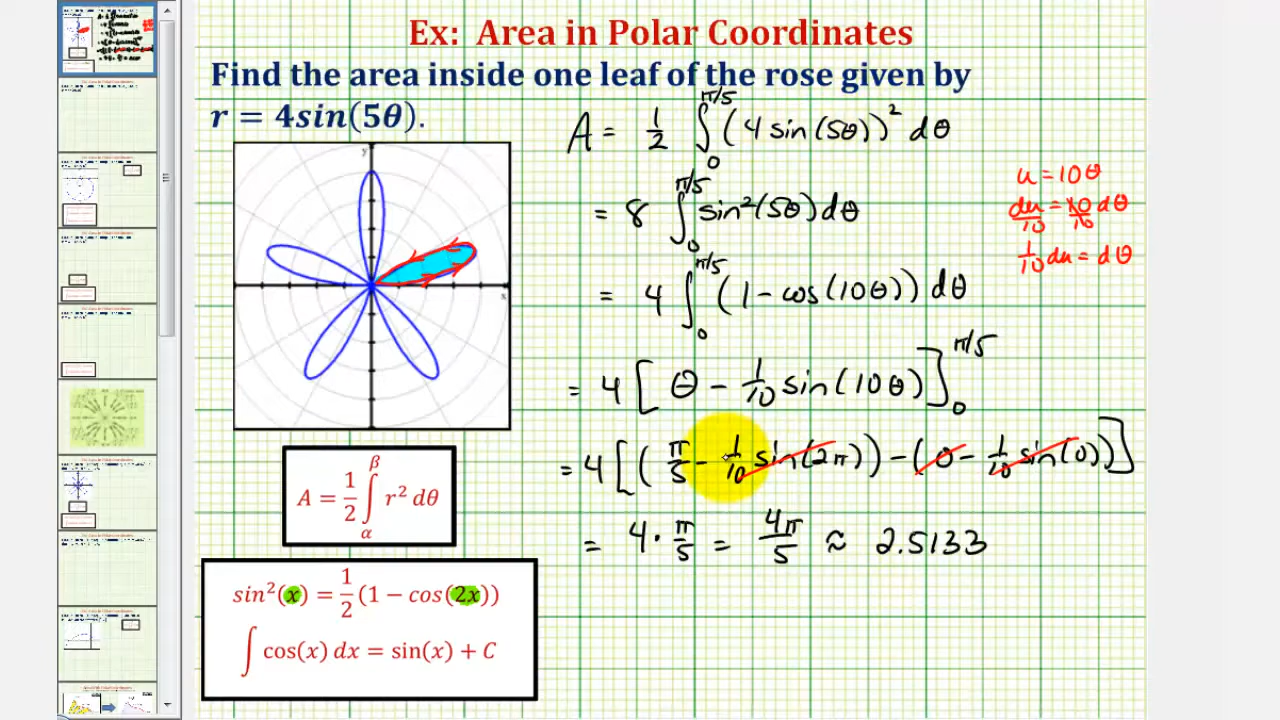 Ex: Area in Polar Coordinates
Find the area inside one leaf of the rose given by
r = 4sin(5θ).
y
x
A = 1/2 ∫_α^β r² dθ
sin²(x) = 1/2 (1 − cos(2x))
∫ cos(x) dx = sin(x) + C
A = 1/2 ∫_0^{π/5} (4 sin(5θ))² dθ
= 8 ∫_0^{π/5} sin²(5θ) dθ
= 4 ∫_0^{π/5} (1 − cos(10θ)) dθ
= 4 [ θ − 1/10 sin(10θ) ]_0^{π/5}
= 4 [ ( π/5 − 1/10 sin(2π)) − (0 − 1/10 sin(0)) ]
= 4 · π/5 = 4π/5 ≈ 2.5133
u = 10θ
du/10 = 10/10 dθ
1/10 du = dθ